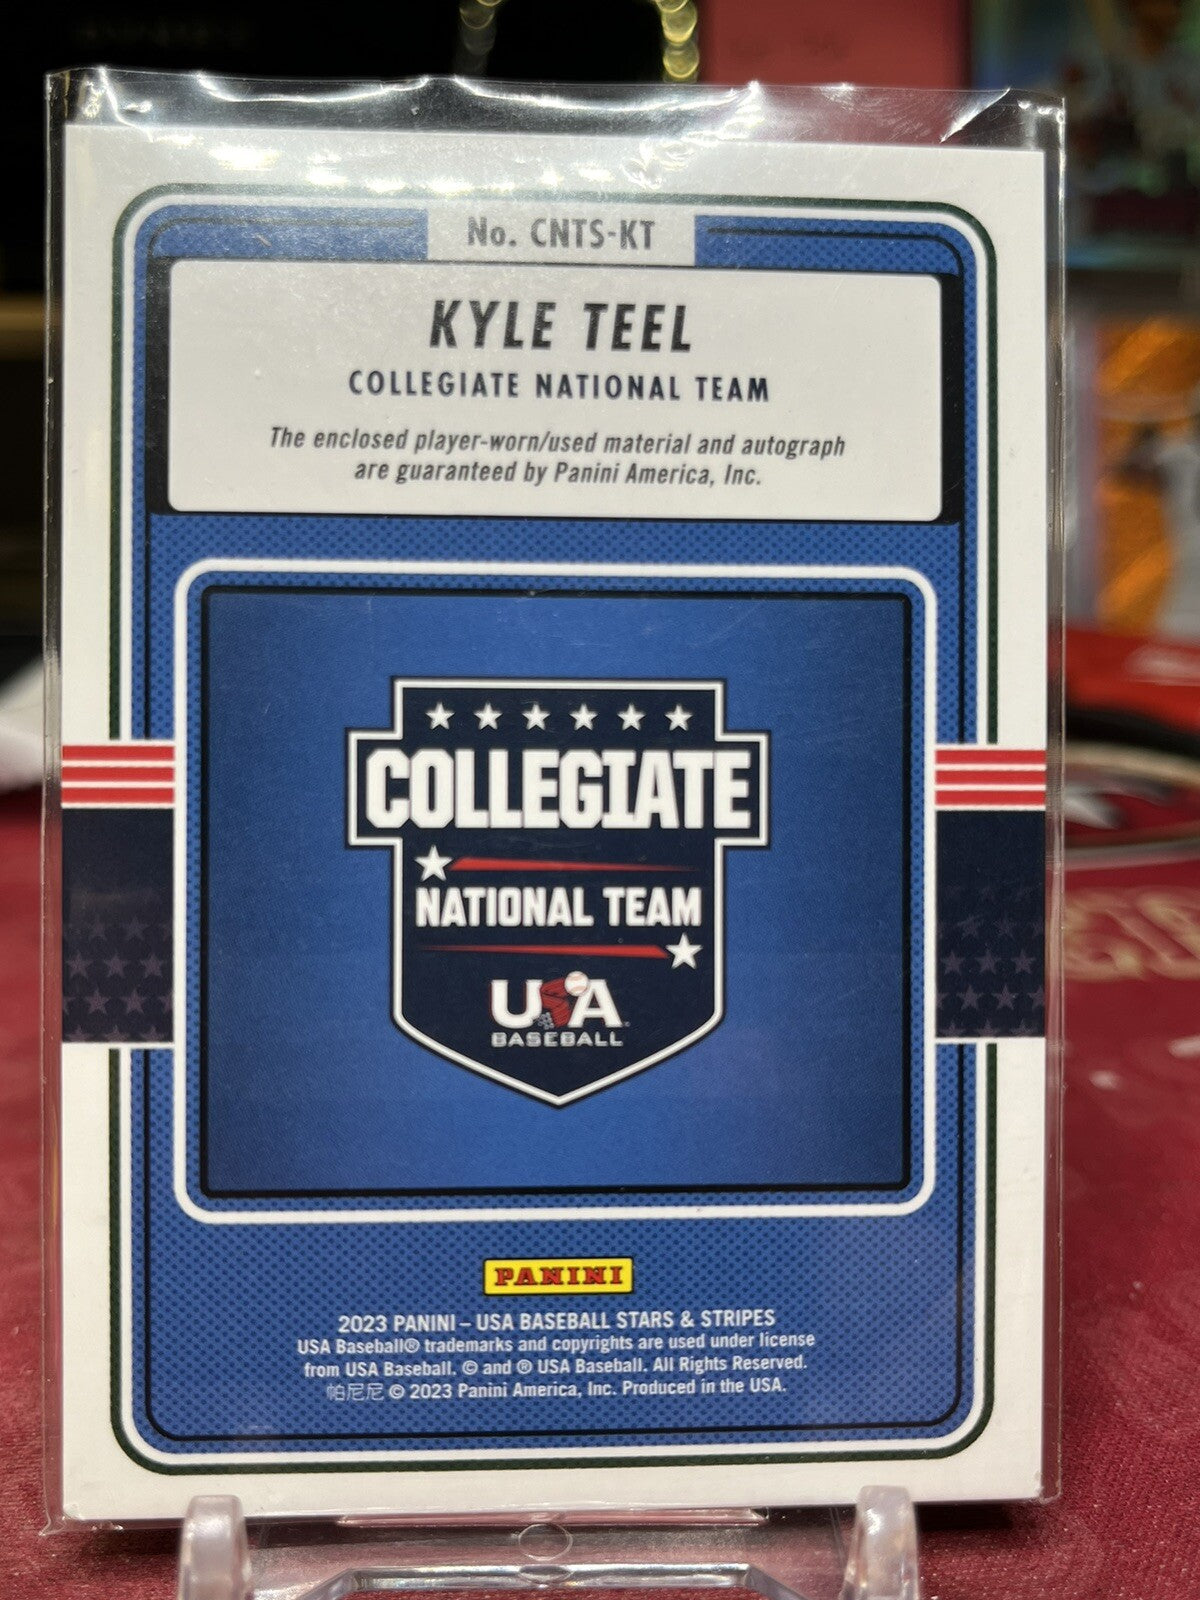 No. CNTS-KT
KYLE TEEL
COLLEGIATE NATIONAL TEAM
The enclosed player-worn/used material and autograph
are guaranteed by Panini America, Inc.
COLLEGIATE
NATIONAL TEAM
USA
BASEBALL
PANINI
2023 PANINI – USA BASEBALL STARS & STRIPES
USA Baseball® trademarks and copyrights are used under license
from USA Baseball. © and ® USA Baseball. All Rights Reserved.
帕尼尼 © 2023 Panini America, Inc. Produced in the USA.